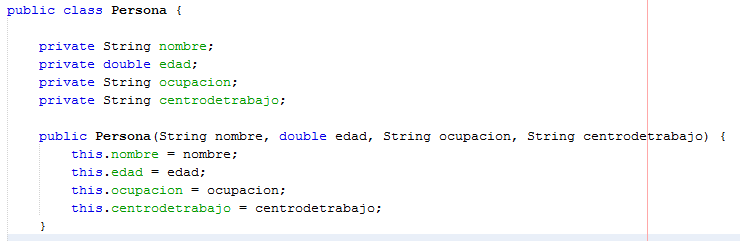 public class Persona {
private String nombre;
private double edad;
private String ocupacion;
private String centrodetrabajo;
public Persona(String nombre, double edad, String ocupacion, String centrodetrabajo) {
this.nombre = nombre;
this.edad = edad;
this.ocupacion = ocupacion;
this.centrodetrabajo = centrodetrabajo;
}